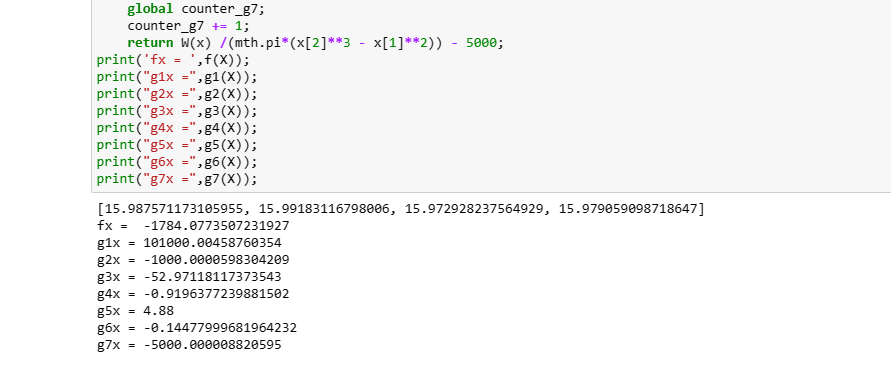 global counter_g7;
counter_g7 += 1;
return W(x) /(mth.pi*(x[2]**3 - x[1]**2)) - 5000;
print('fx = ',f(X));
print("g1x =",g1(X));
print("g2x =",g2(X));
print("g3x =",g3(X));
print("g4x =",g4(X));
print("g5x =",g5(X));
print("g6x =",g6(X));
print("g7x =",g7(X));
[15.987571173105955, 15.99183116798006, 15.972928237564929, 15.979059098718647]
fx =  -1784.0773507231927
g1x = 101000.00458760354
g2x = -1000.0000598304209
g3x = -52.97118117373543
g4x = -0.9196377239881502
g5x = 4.88
g6x = -0.14477999681964232
g7x = -5000.000008820595